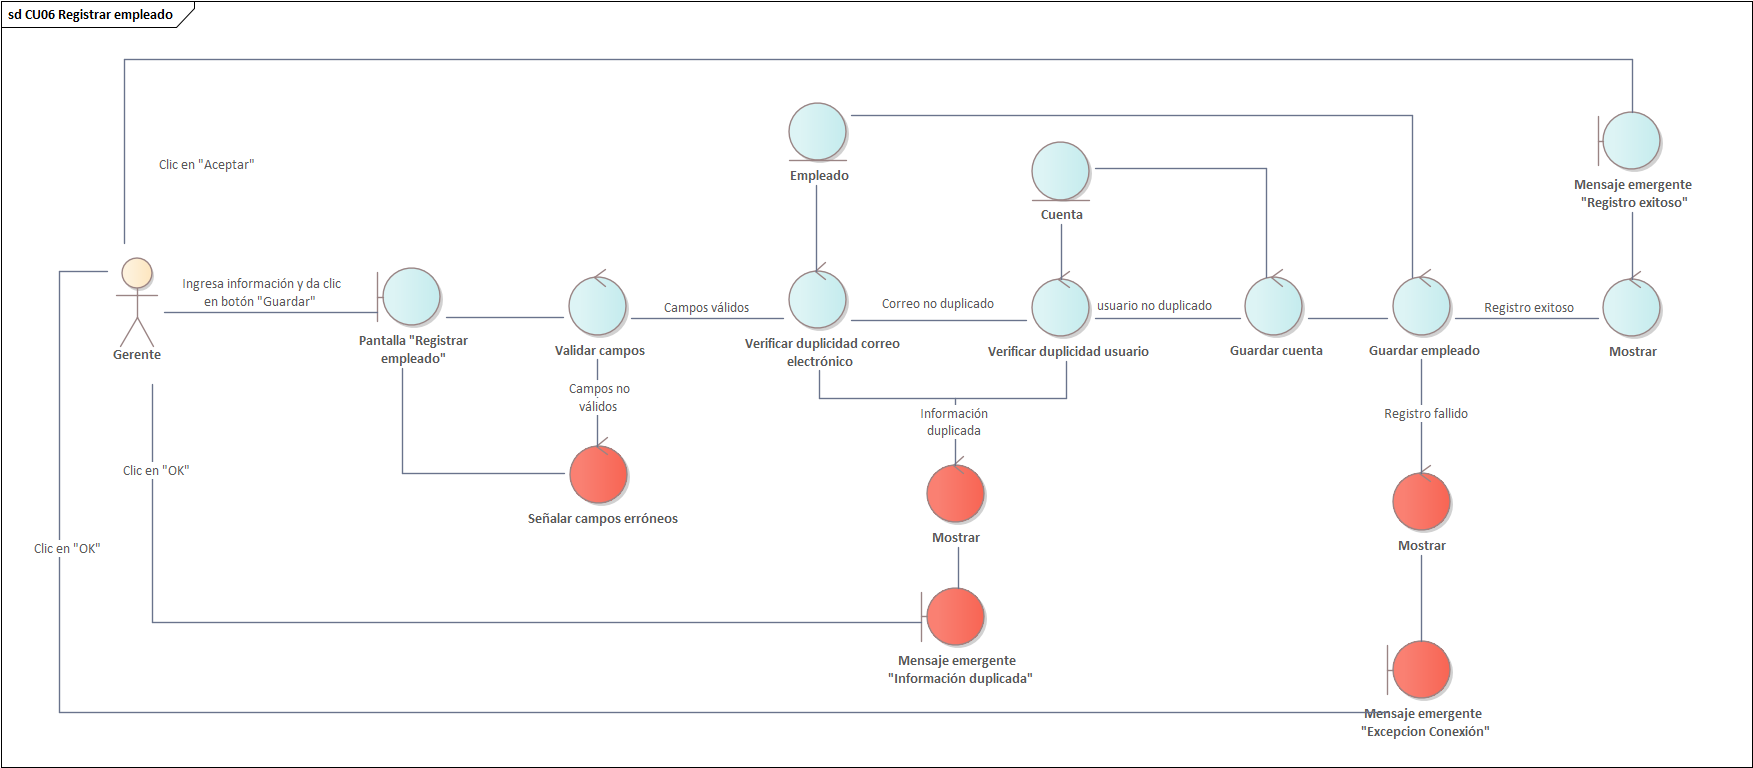 sd CU06 Registrar empleado
Clic en "Aceptar"
Empleado
Cuenta
Mensaje emergente
"Registro exitoso"
Ingresa información y da clic
en botón "Guardar"
Gerente
Pantalla "Registrar
empleado"
Validar campos
Campos válidos
Verificar duplicidad correo
electrónico
Correo no duplicado
Verificar duplicidad usuario
usuario no duplicado
Guardar cuenta
Guardar empleado
Registro exitoso
Mostrar
Campos no
válidos
Información
duplicada
Registro fallido
Clic en "OK"
Señalar campos erróneos
Mostrar
Mostrar
Clic en "OK"
Mensaje emergente
"Información duplicada"
Mensaje emergente
"Excepcion Conexión"